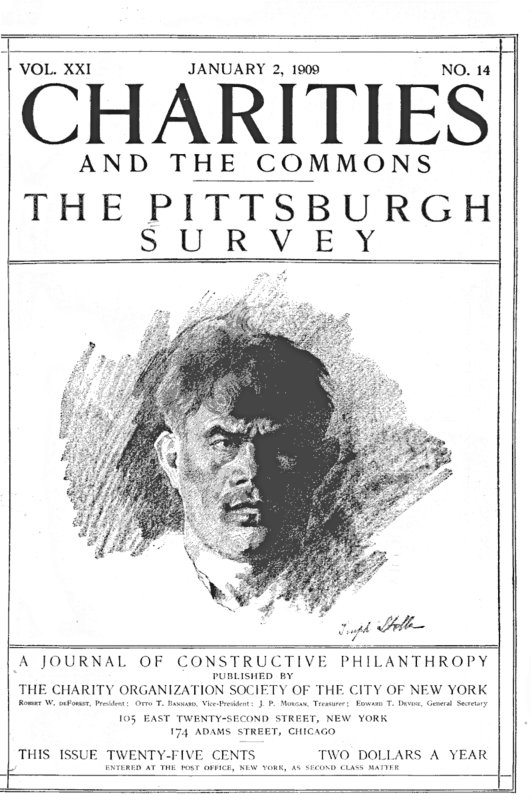 VOL. XXI JANUARY 2, 1909 NO. 14
CHARITIES
AND THE COMMONS
THE PITTSBURGH
SURVEY
Joseph Stella
A JOURNAL OF CONSTRUCTIVE PHILANTHROPY
PUBLISHED BY
THE CHARITY ORGANIZATION SOCIETY OF THE CITY OF NEW YORK
ROBERT W. DEFOREST, President; OTTO T. BANNARD, Vice-President; J. P. MORGAN, Treasurer; EDWARD T. DEVINE, General Secretary
105 EAST TWENTY-SECOND STREET, NEW YORK
174 ADAMS STREET, CHICAGO
THIS ISSUE TWENTY-FIVE CENTS TWO DOLLARS A YEAR
ENTERED AT THE POST OFFICE, NEW YORK, AS SECOND CLASS MATTER